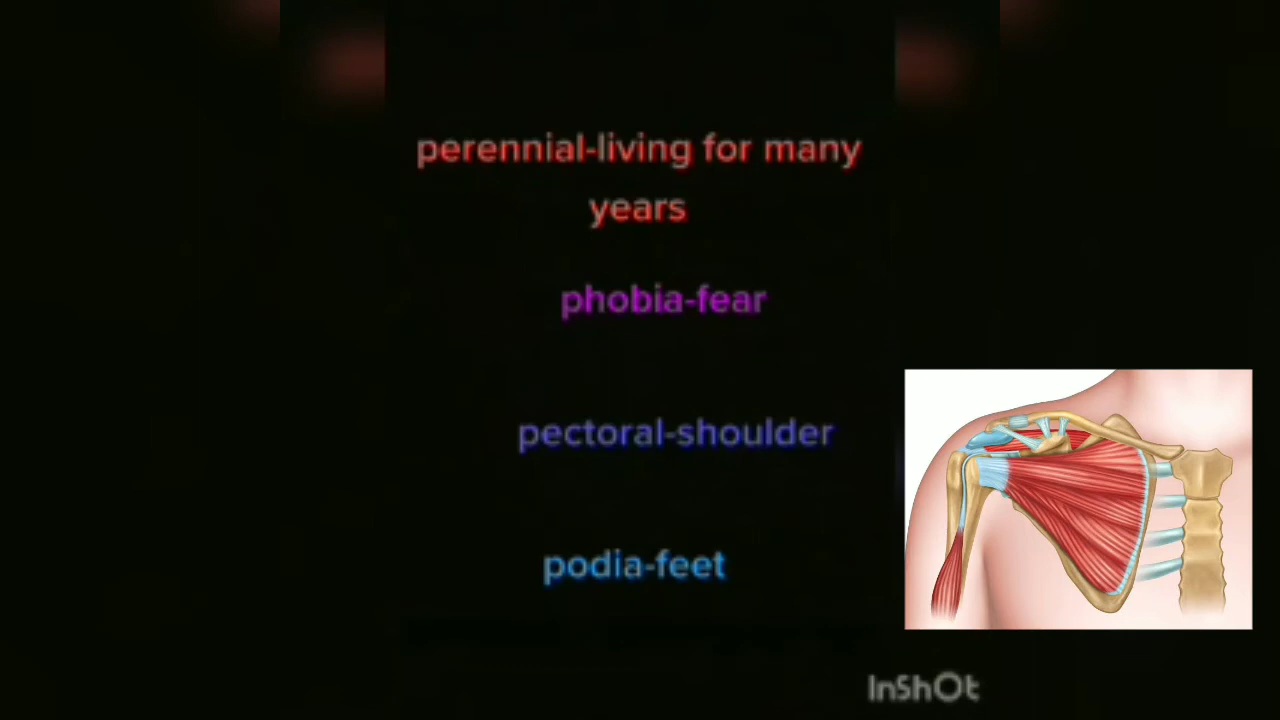 perennial-living for many
years
phobia-fear
pectoral-shoulder
podia-feet
InShOt